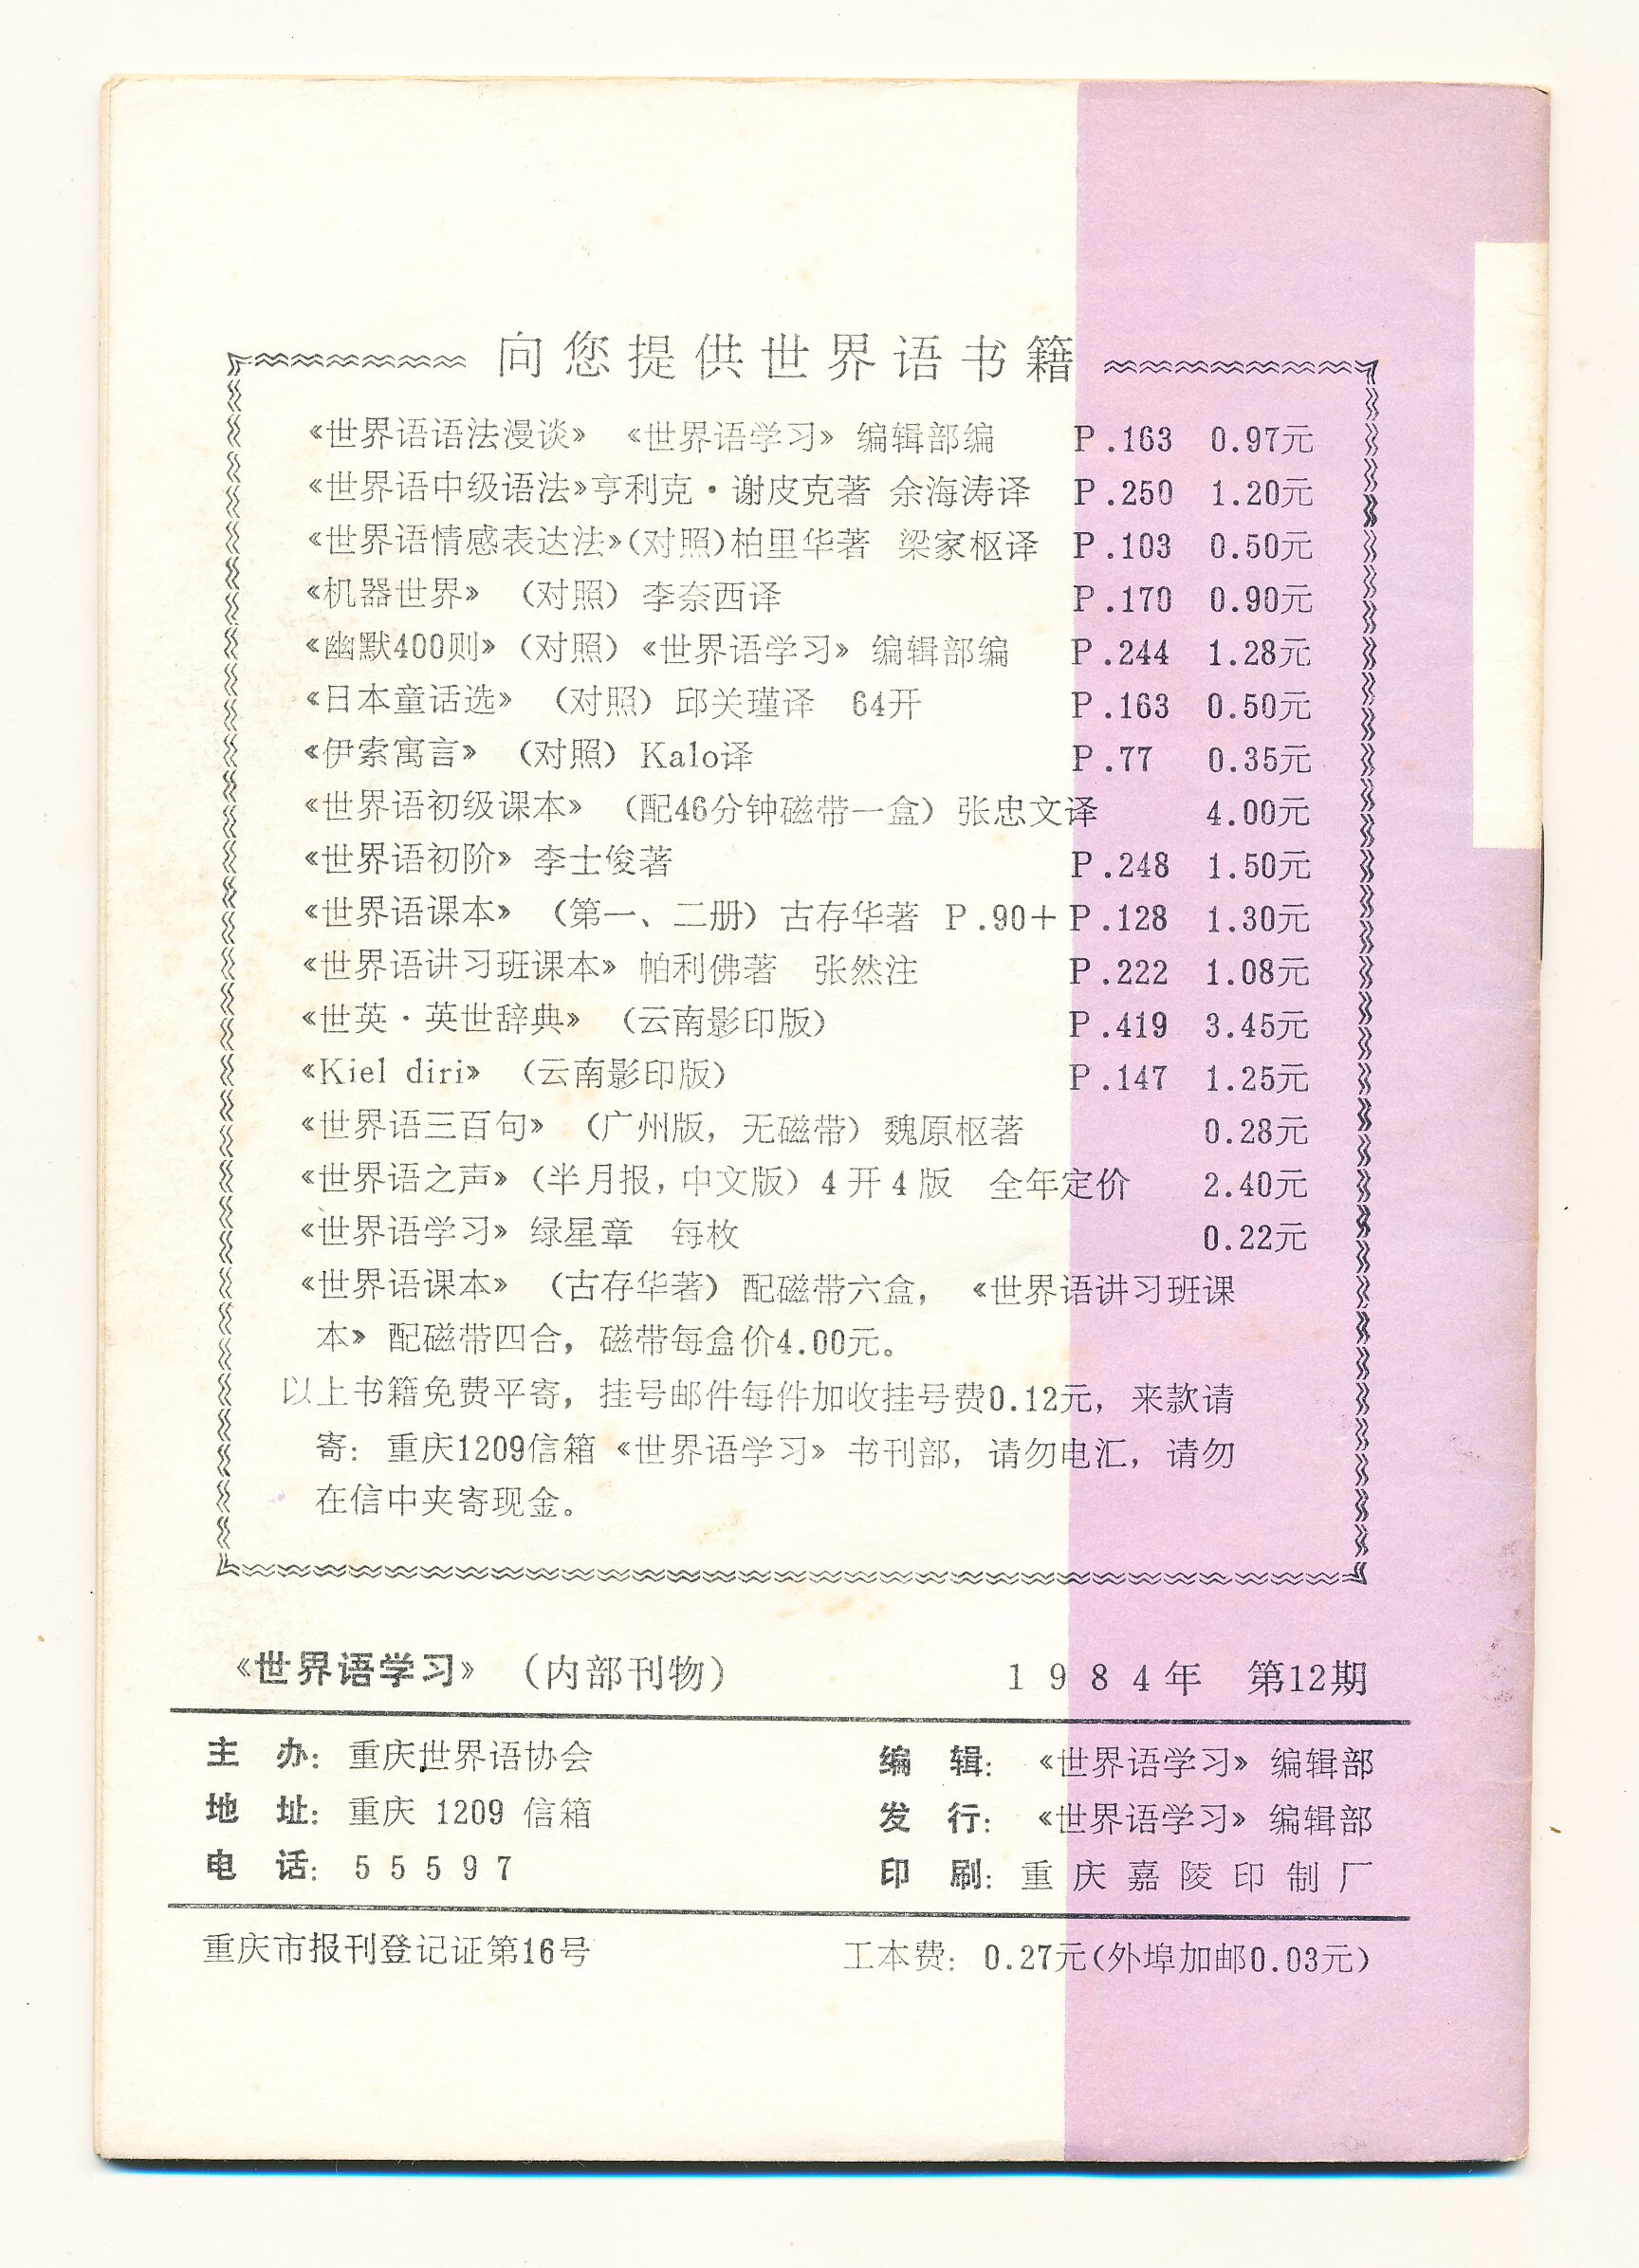 向您提供世界语书籍
《世界语语法漫谈》 《世界语学习》 编辑部编 P.163 0.97元
《世界语中级语法》亨利克·谢皮克著 余海涛译 P.250 1.20元
《世界语情感表达法》(对照)柏里华著 梁家枢译 P.103 0.50元
《机器世界》 (对照) 李奈西译 P.170 0.90元
《幽默400则》 (对照) 《世界语学习》 编辑部编 P.244 1.28元
《日本童话选》 (对照) 邱关瑾译 64开 P.163 0.50元
《伊索寓言》 (对照) Kalo译 P.77 0.35元
《世界语初级课本》 (配46分钟磁带一盒) 张忠文译 4.00元
《世界语初阶》 李士俊著 P.248 1.50元
《世界语课本》 (第一、二册) 古存华著 P.90+P.128 1.30元
《世界语讲习班课本》 帕利佛著 张然注 P.222 1.08元
《世英·英世辞典》 (云南影印版) P.419 3.45元
《Kiel diri》 (云南影印版) P.147 1.25元
《世界语三百句》 (广州版，无磁带) 魏原枢著 0.28元
《世界语之声》(半月报，中文版) 4开4版 全年定价 2.40元
《世界语学习》 绿星章 每枚 0.22元
《世界语课本》 (古存华著) 配磁带六盒， 《世界语讲习班课
本》 配磁带四合，磁带每盒价4.00元。
以上书籍免费平寄，挂号邮件每件加收挂号费0.12元，来款请
寄：重庆1209信箱《世界语学习》书刊部，请勿电汇，请勿
在信中夹寄现金。
《世界语学习》 (内部刊物) 1984年 第12期
主 办：重庆世界语协会 编 辑：《世界语学习》编辑部
地 址：重庆 1209 信箱 发 行：《世界语学习》编辑部
电 话：55597 印 刷：重庆嘉陵印制厂
重庆市报刊登记证第16号 工本费：0.27元(外埠加邮0.03元)